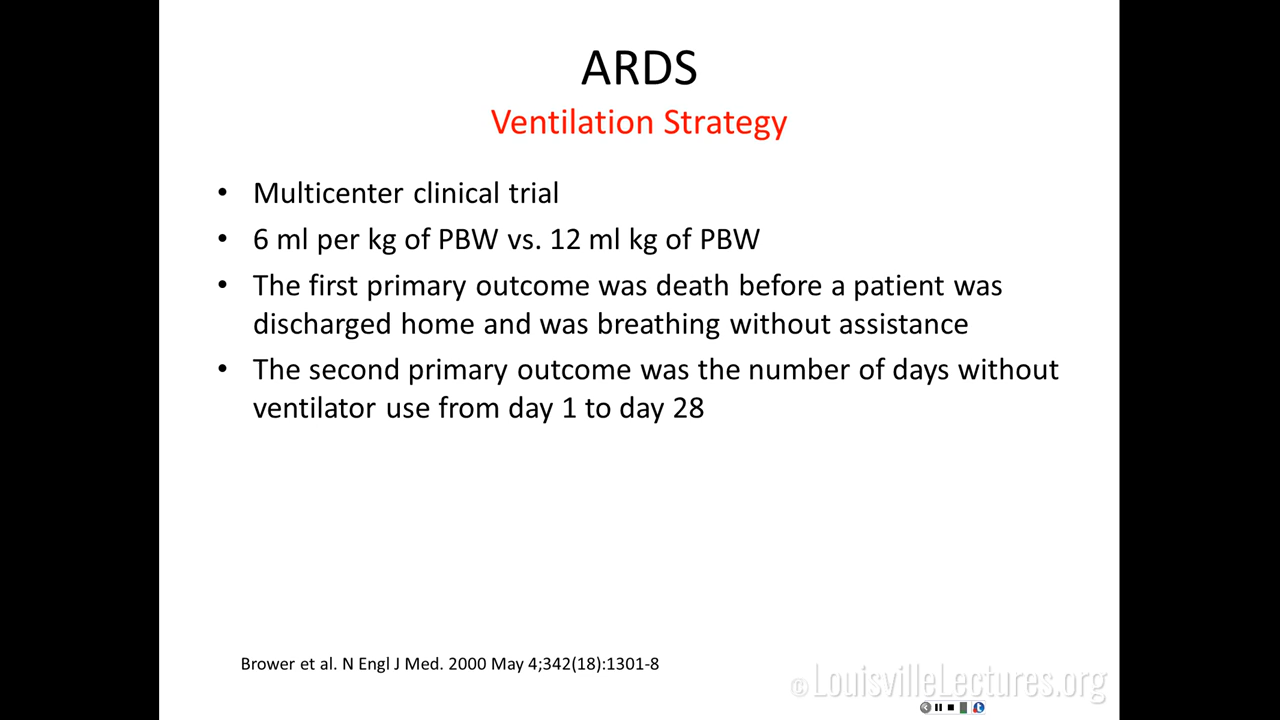 ARDS
Ventilation Strategy
• Multicenter clinical trial
• 6 ml per kg of PBW vs. 12 ml kg of PBW
• The first primary outcome was death before a patient was
discharged home and was breathing without assistance
• The second primary outcome was the number of days without
ventilator use from day 1 to day 28
Brower et al. N Engl J Med. 2000 May 4;342(18):1301-8
© LouisvilleLectures.org